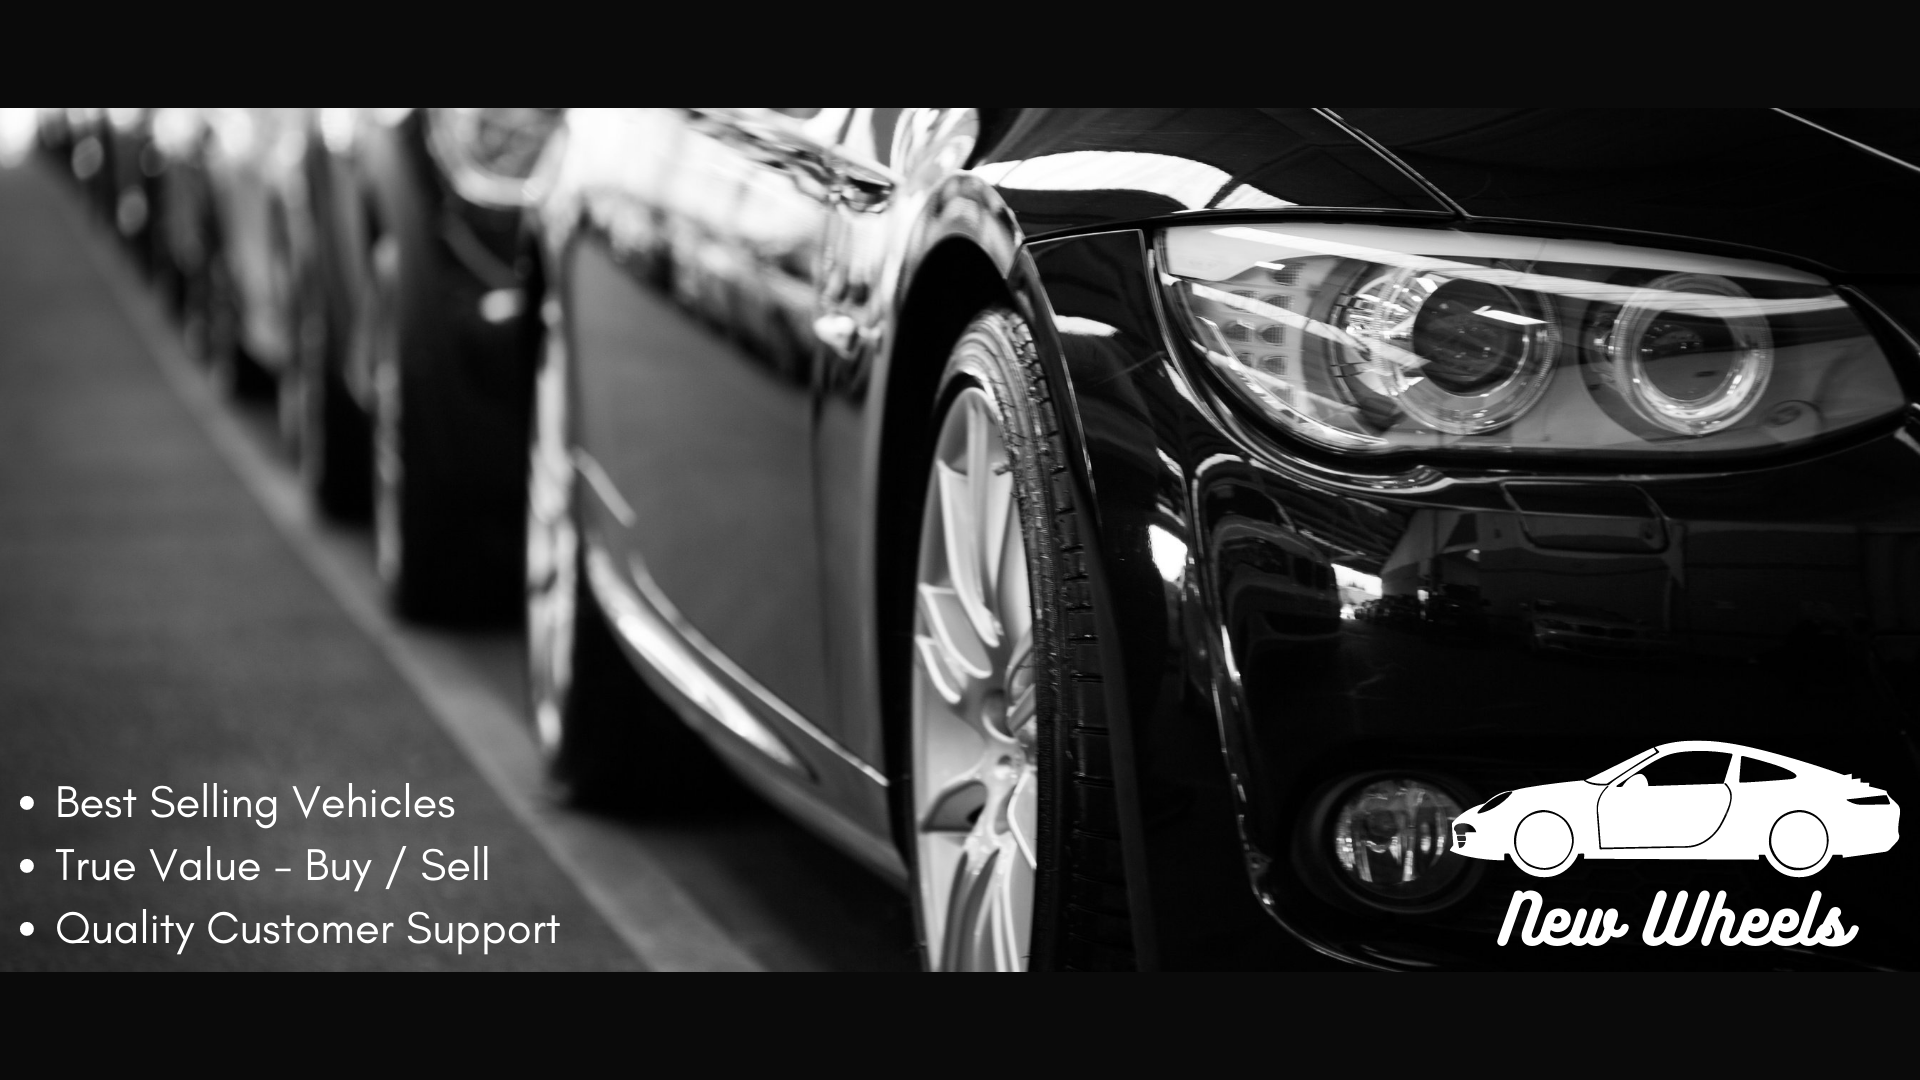 • Best Selling Vehicles
• True Value - Buy / Sell
• Quality Customer Support
New Wheels